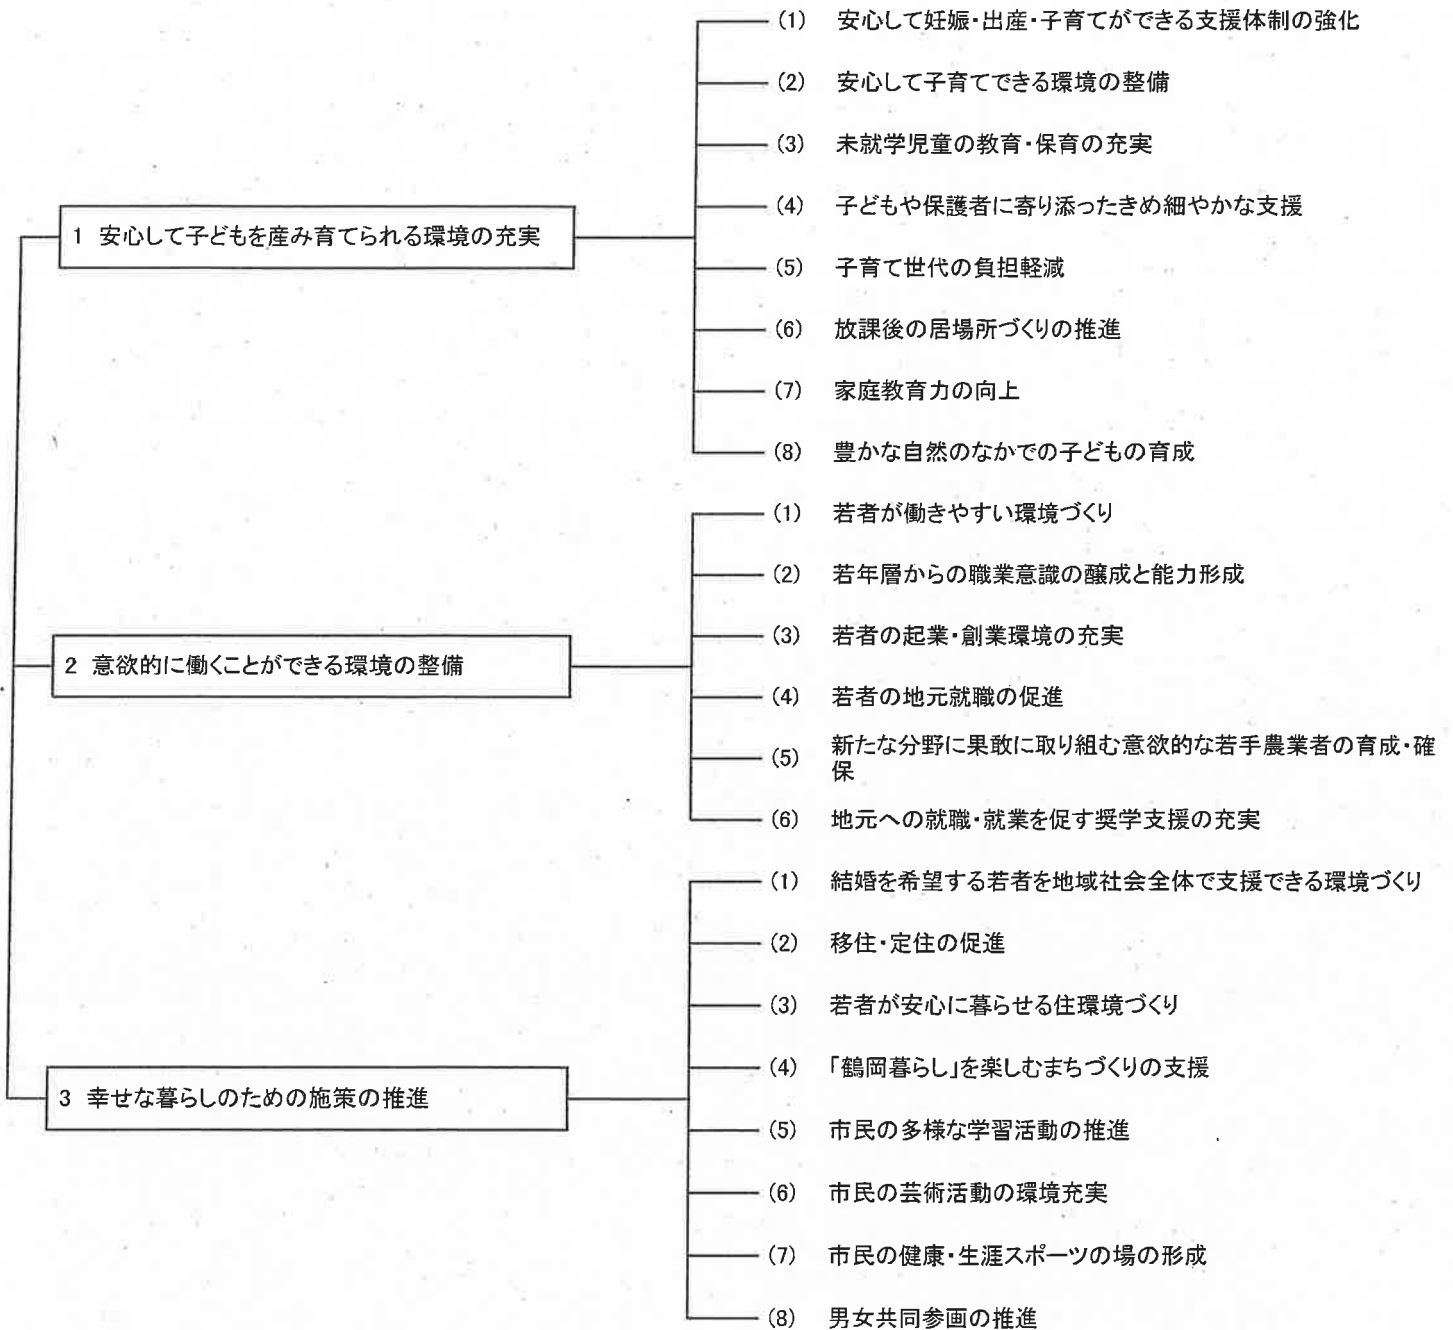 1 安心して子どもを産み育てられる環境の充実
(1) 安心して妊娠・出産・子育てができる支援体制の強化
(2) 安心して子育てできる環境の整備
(3) 未就学児童の教育・保育の充実
(4) 子どもや保護者に寄り添ったきめ細やかな支援
(5) 子育て世代の負担軽減
(6) 放課後の居場所づくりの推進
(7) 家庭教育力の向上
(8) 豊かな自然のなかでの子どもの育成
2 意欲的に働くことができる環境の整備
(1) 若者が働きやすい環境づくり
(2) 若年層からの職業意識の醸成と能力形成
(3) 若者の起業・創業環境の充実
(4) 若者の地元就職の促進
(5) 新たな分野に果敢に取り組む意欲的な若手農業者の育成・確
保
(6) 地元への就職・就業を促す奨学支援の充実
3 幸せな暮らしのための施策の推進
(1) 結婚を希望する若者を地域社会全体で支援できる環境づくり
(2) 移住・定住の促進
(3) 若者が安心に暮らせる住環境づくり
(4) 「鶴岡暮らし」を楽しむまちづくりの支援
(5) 市民の多様な学習活動の推進
(6) 市民の芸術活動の環境充実
(7) 市民の健康・生涯スポーツの場の形成
(8) 男女共同参画の推進